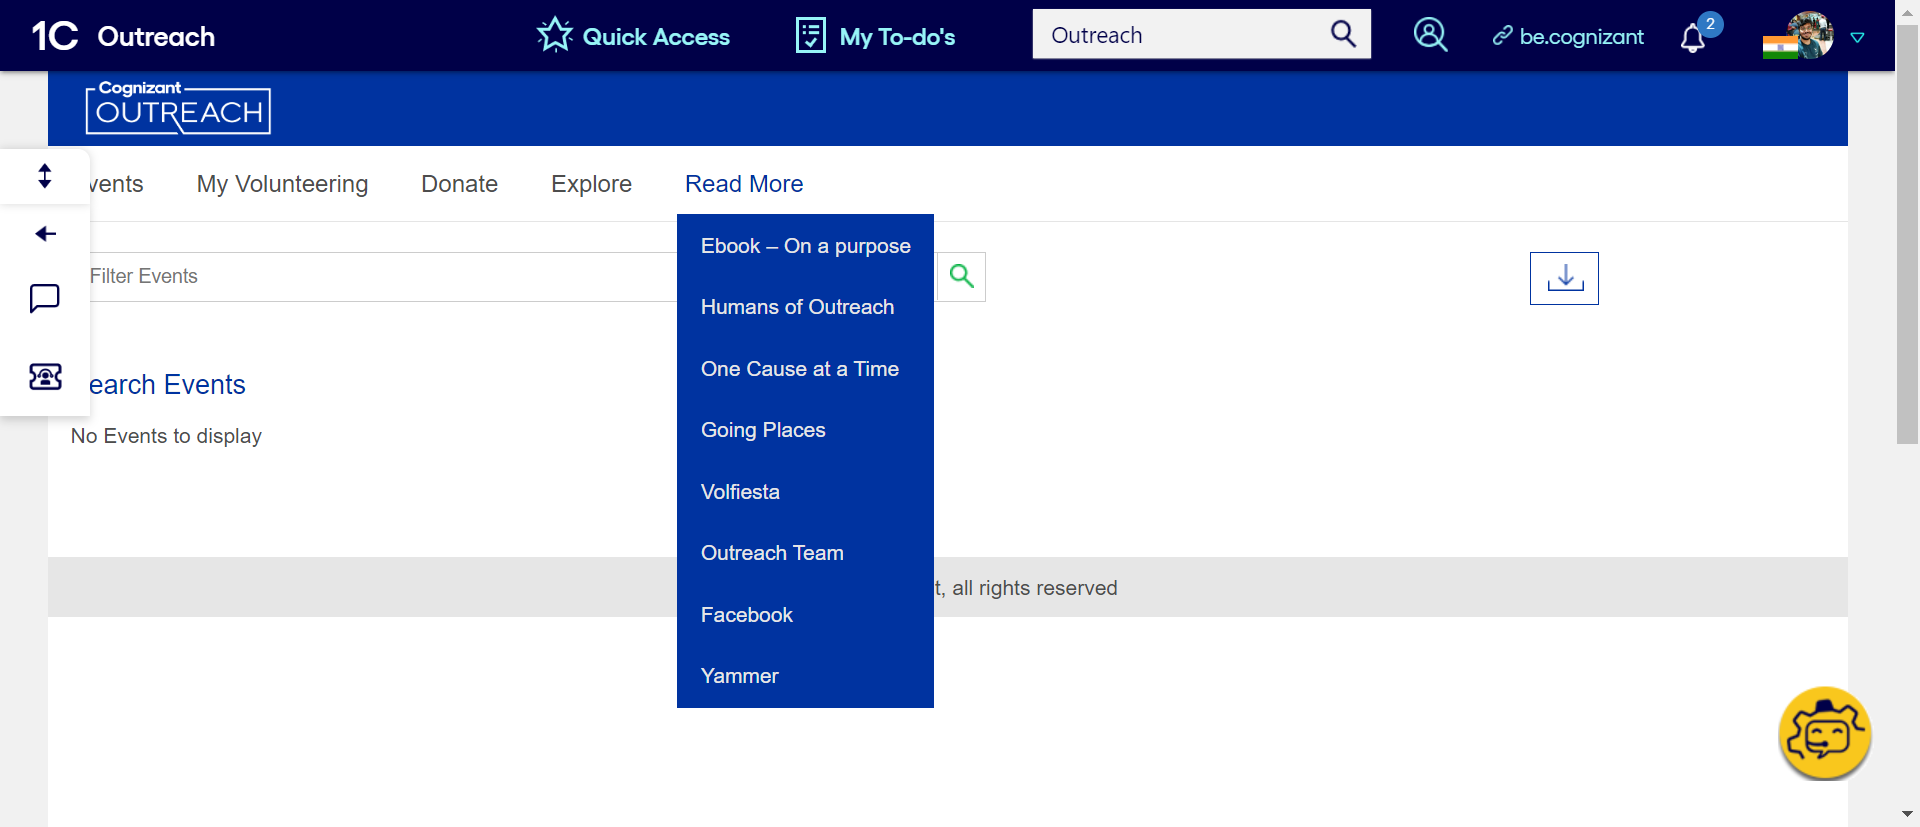 1C Outreach Quick Access My To-do's Outreach be.cognizant 2
Cognizant
OUTREACH
vents My Volunteering Donate Explore Read More
Filter Events
Ebook – On a purpose
Humans of Outreach
One Cause at a Time
Going Places
Volfiesta
Outreach Team
Facebook
Yammer
earch Events
No Events to display
t, all rights reserved